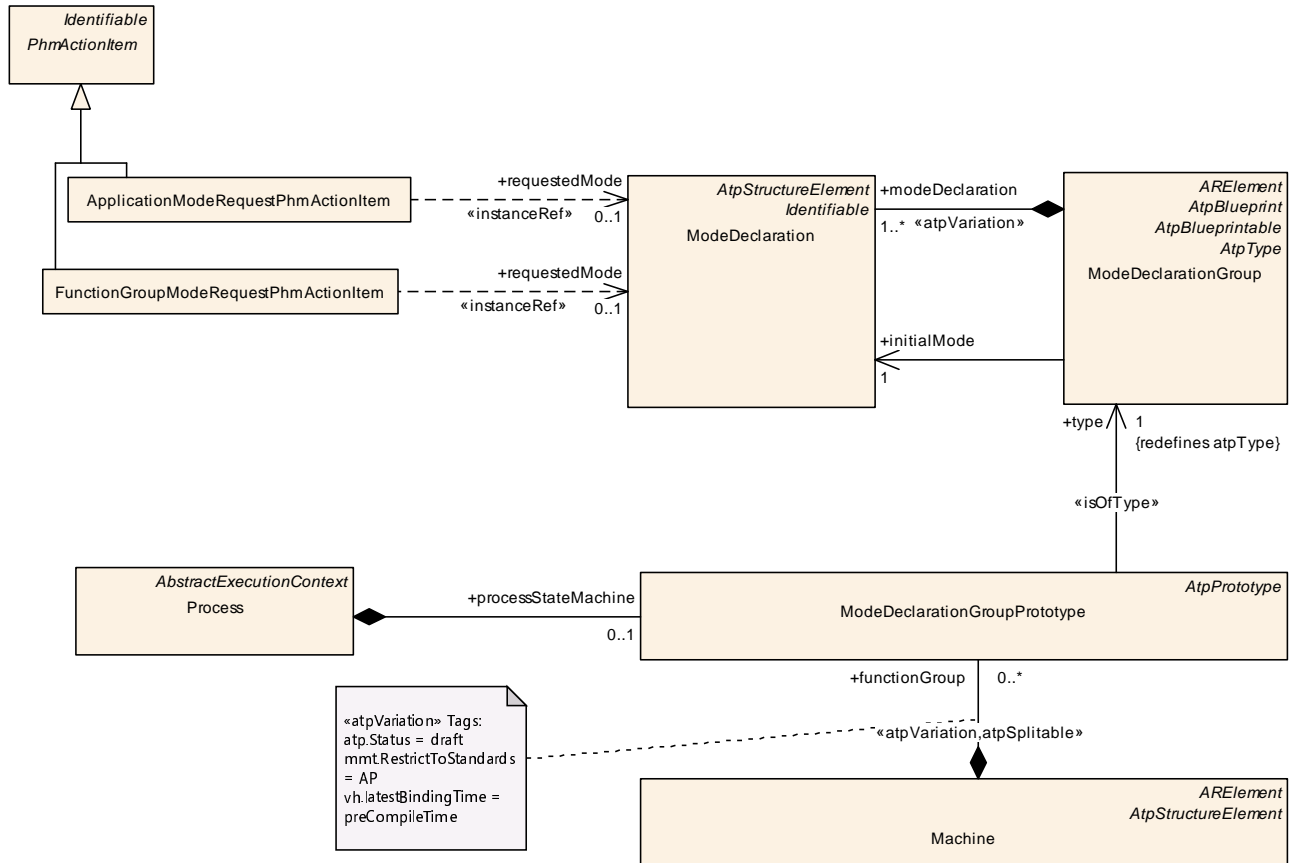 Identifiable
PhmActionItem
ApplicationModeRequestPhmActionItem
+requestedMode
«instanceRef»
0..1
FunctionGroupModeRequestPhmActionItem
+requestedMode
«instanceRef»
0..1
AtpStructureElement
Identifiable
ModeDeclaration
+modeDeclaration
1..*
«atpVariation»
ARElement
AtpBlueprint
AtpBlueprintable
AtpType
ModeDeclarationGroup
+initialMode
1
+type
1
{redefines atpType}
«isOfType»
AbstractExecutionContext
Process
+processStateMachine
0..1
AtpPrototype
ModeDeclarationGroupPrototype
+functionGroup
0..*
«atpVariation,atpSplitable»
«atpVariation» Tags:
atp.Status = draft
mmt.RestrictToStandards
= AP
vh.latestBindingTime =
preCompileTime
ARElement
AtpStructureElement
Machine